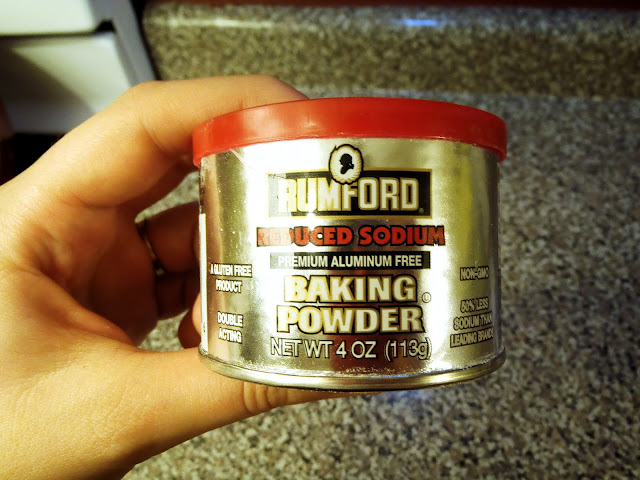 RUMFORD
REDUCED SODIUM
PREMIUM ALUMINUM FREE
BAKING
POWDER
NET WT 4 OZ (113g)
A GLUTEN FREE
PRODUCT
DOUBLE
ACTING
NON-GMO
50% LESS
SODIUM THAN
LEADING BRANDS